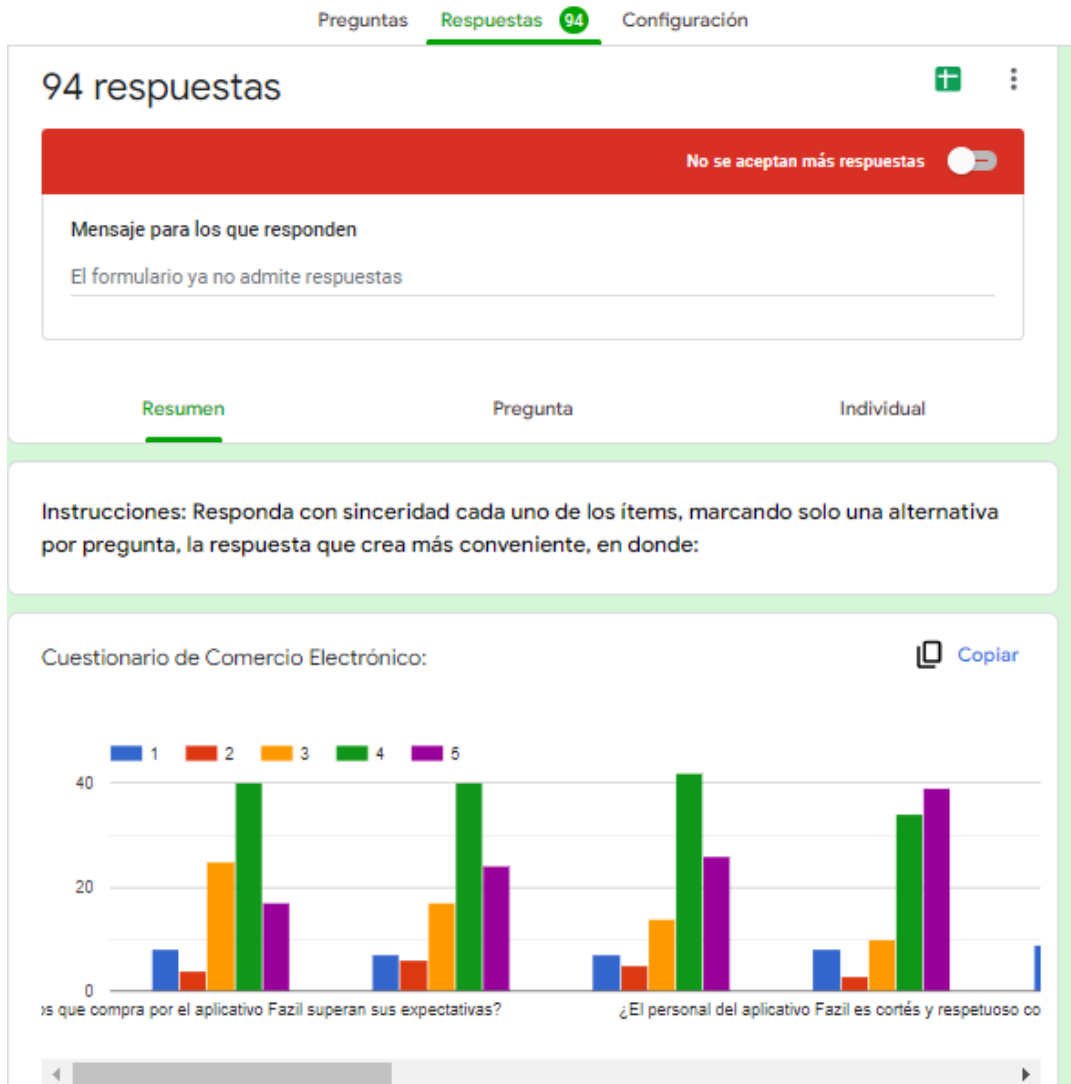 Preguntas Respuestas 94 Configuración
94 respuestas
No se aceptan más respuestas
Mensaje para los que responden
El formulario ya no admite respuestas
Resumen Pregunta Individual
Instrucciones: Responda con sinceridad cada uno de los ítems, marcando solo una alternativa
por pregunta, la respuesta que crea más conveniente, en donde:
Cuestionario de Comercio Electrónico: Copiar
1 2 3 4 5
40
20
0
que compra por el aplicativo Fazil superan sus expectativas? ¿El personal del aplicativo Fazil es cortés y respetuoso co